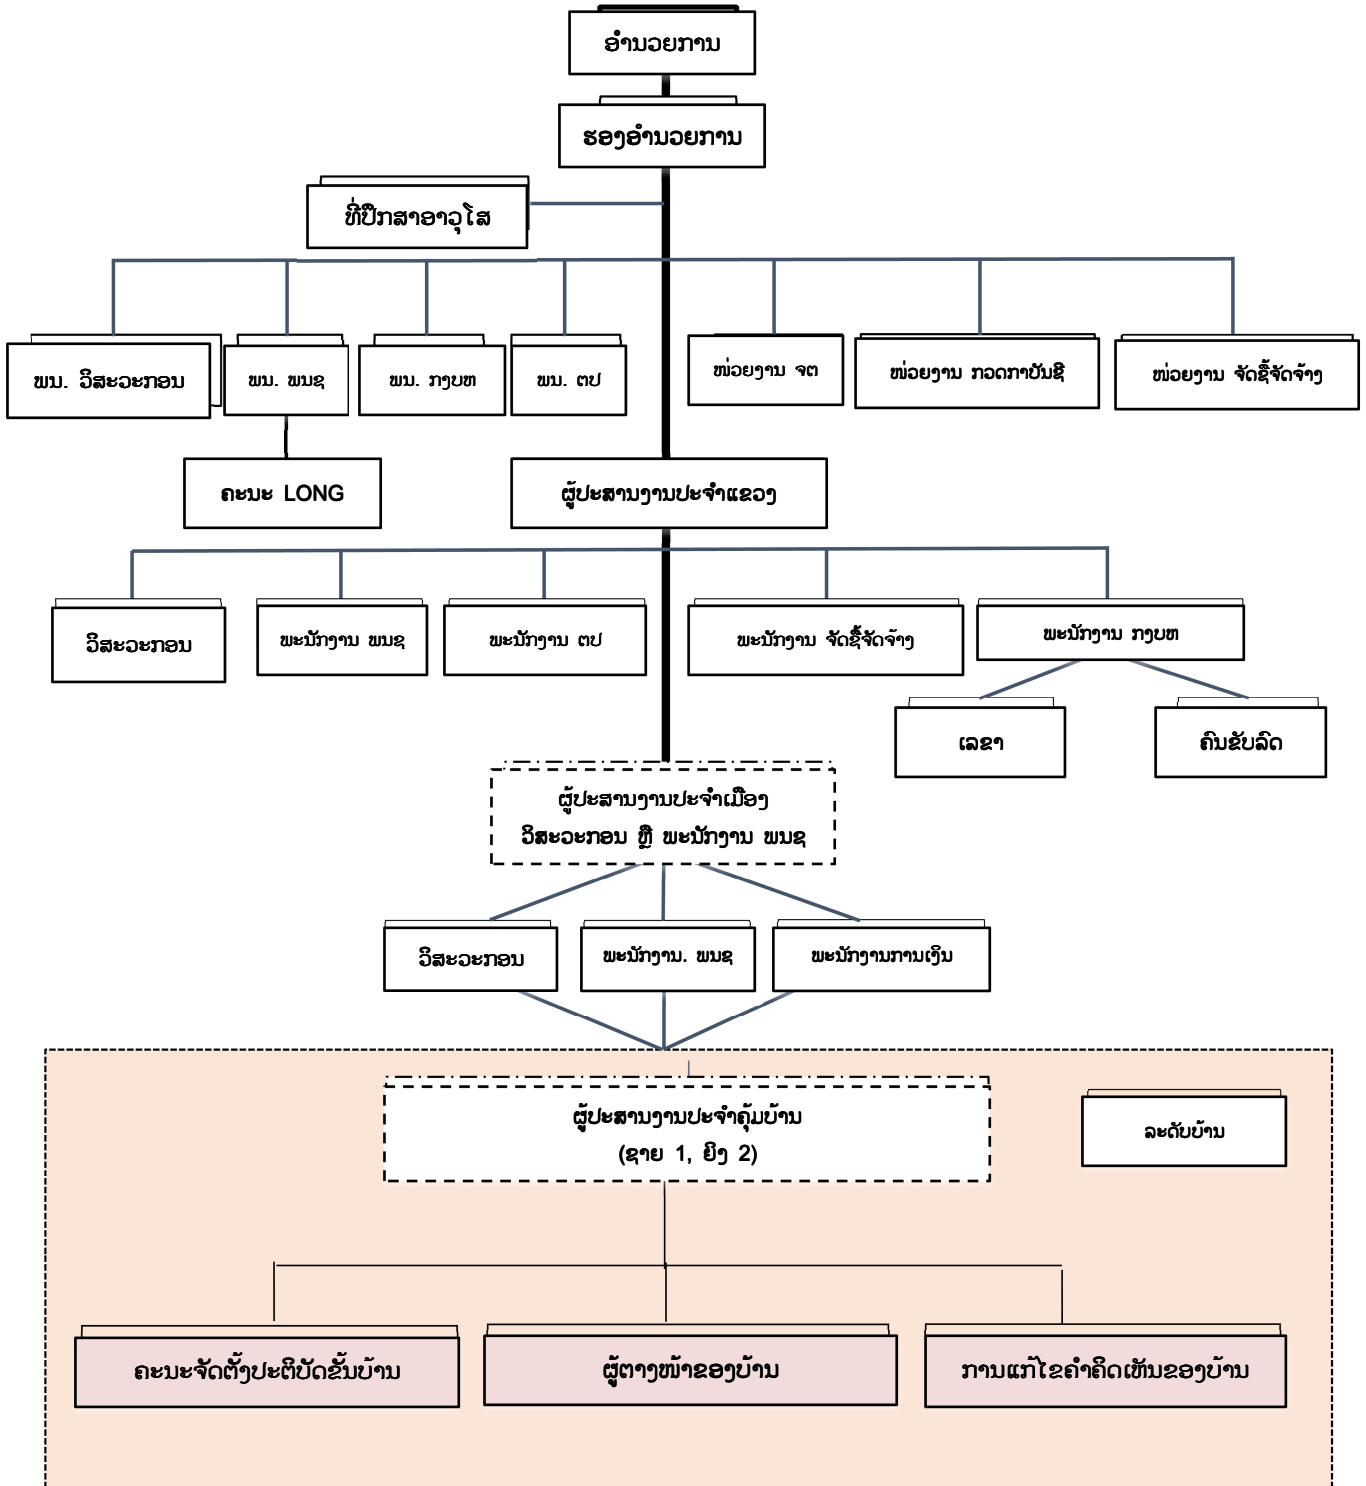 ອຳນວຍການ
ຮອງອຳນວຍການ
ທີ່ປຶກສາອາວຸໂສ
ພນ. ວິສະວະກອນ
ພນ. ພນຊ
ພນ. ກງບຫ
ພນ. ຕປ
ໜ່ວຍງານ ຈຕ
ໜ່ວຍງານ ກວດກາບັນຊີ
ໜ່ວຍງານ ຈັດຊື້ຈັດຈ້າງ
ຄະນະ LONG
ຜູ້ປະສານງານປະຈຳແຂວງ
ວິສະວະກອນ
ພະນັກງານ ພນຊ
ພະນັກງານ ຕປ
ພະນັກງານ ຈັດຊື້ຈັດຈ້າງ
ພະນັກງານ ກງບຫ
ເລຂາ
ຄົນຂັບລົດ
ຜູ້ປະສານງານປະຈຳເມືອງ
ວິສະວະກອນ ຫຼື ພະນັກງານ ພນຊ
ວິສະວະກອນ
ພະນັກງານ. ພນຊ
ພະນັກງານການເງິນ
ຜູ້ປະສານງານປະຈຳຄຸ້ມບ້ານ
(ຊາຍ 1, ຍິງ 2)
ລະດັບບ້ານ
ຄະນະຈັດຕັ້ງປະຕິບັດຂັ້ນບ້ານ
ຜູ້ຕາງໜ້າຂອງບ້ານ
ການແກ້ໄຂຄຳຄິດເຫັນຂອງບ້ານ